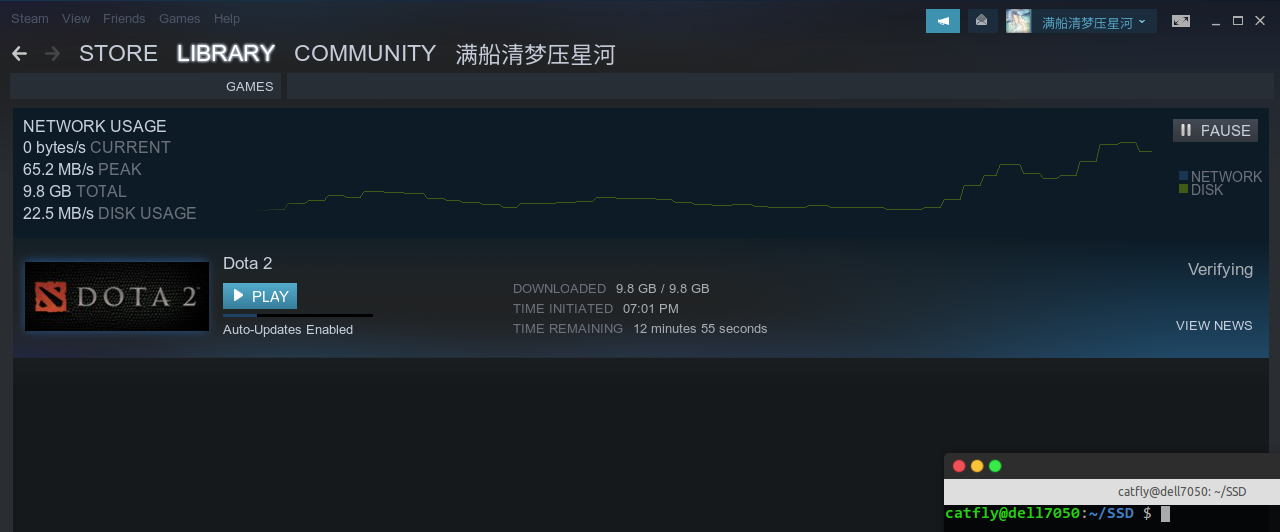 Steam View Friends Games Help
满船清梦压星河
STORE LIBRARY COMMUNITY 满船清梦压星河
GAMES
NETWORK USAGE
0 bytes/s CURRENT
65.2 MB/s PEAK
9.8 GB TOTAL
22.5 MB/s DISK USAGE
PAUSE
NETWORK
DISK
DOTA 2
Dota 2
PLAY
Auto-Updates Enabled
DOWNLOADED 9.8 GB / 9.8 GB
TIME INITIATED 07:01 PM
TIME REMAINING 12 minutes 55 seconds
Verifying
VIEW NEWS
catfly@dell7050: ~/SSD
catfly@dell7050:~/SSD $